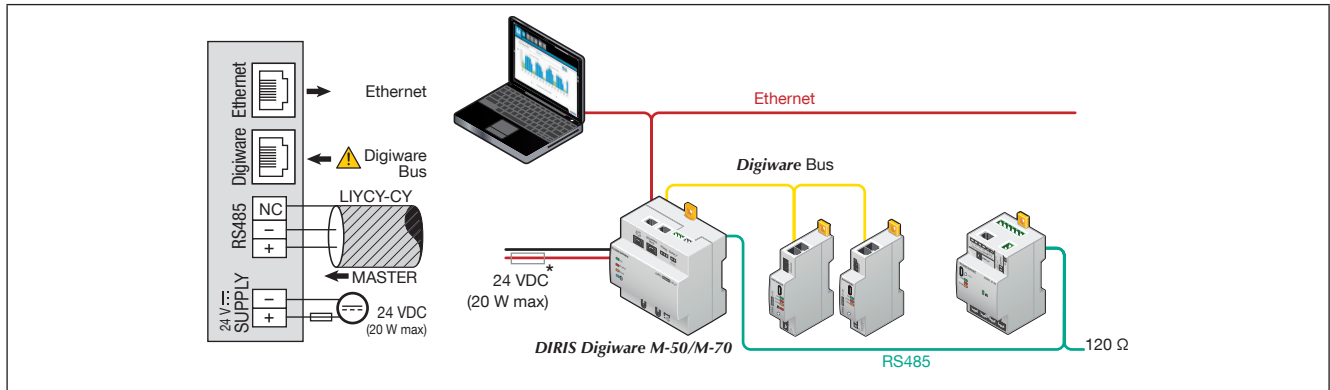 Ethernet
Ethernet
Digiware
Digiware
Bus
RS485
NC
–
+
LIYCY-CY
MASTER
24 V
SUPPLY
–
+
24 VDC
(20 W max)
Ethernet
Digiware Bus
24 VDC
*
(20 W max)
DIRIS Digiware M-50/M-70
RS485
120 Ω